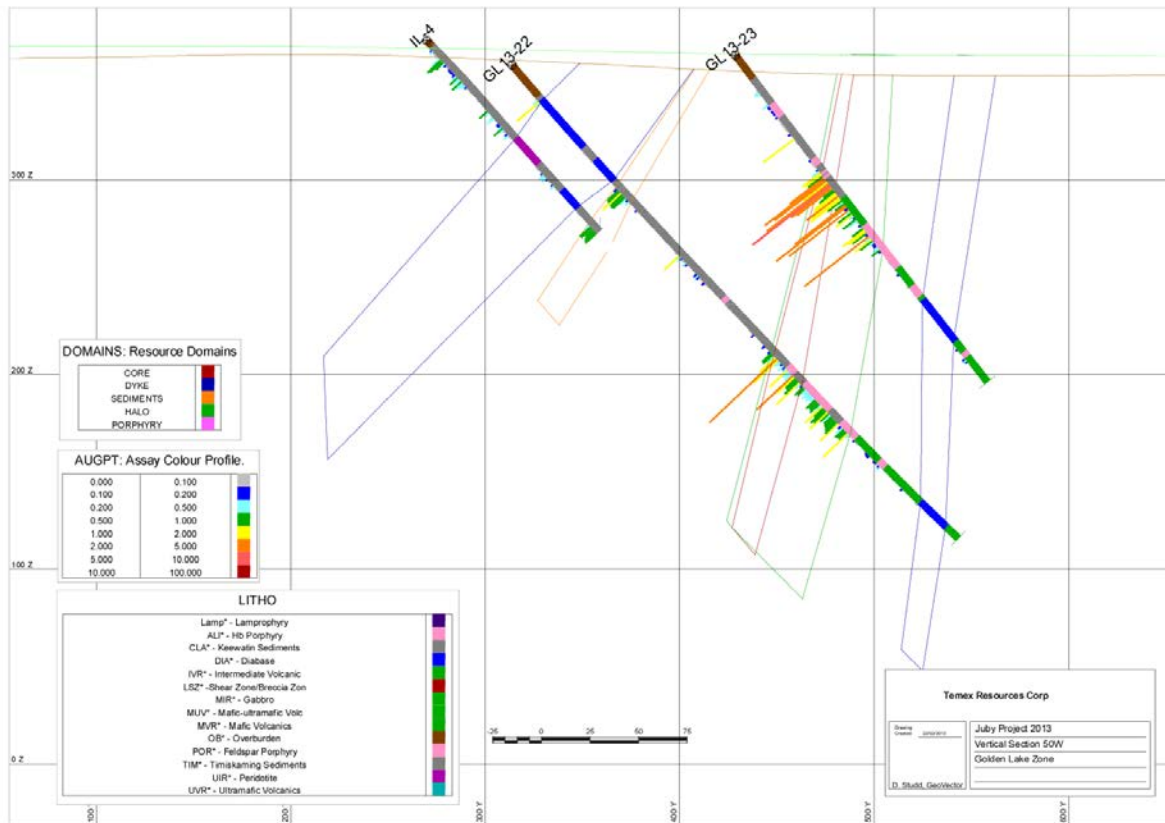 IL-4
GL 13-22
GL 13-23
300 Z
200 Z
100 Z
0 Z
DOMAINS: Resource Domains
CORE
DYKE
SEDIMENTS
HALO
PORPHYRY
AUGPT: Assay Colour Profile.
0.000 0.100
0.100 0.200
0.200 0.500
0.500 1.000
1.000 2.000
2.000 5.000
5.000 10.000
10.000 100.000
LITHO
Lamp* - Lamprophyry
ALI* - Hb Porphyry
CLA* - Keewatin Sediments
DIA* - Diabase
IVR* - Intermediate Volcanic
LSZ* -Shear Zone/Breccia Zon
MIR* - Gabbro
MUV* - Mafic-ultramafic Volc
MVR* - Mafic Volcanics
OB* - Overburden
POR* - Feldspar Porphyry
TIM* - Timiskaming Sediments
UIR* - Peridotite
UVR* - Ultramafic Volcanics
-25 0 25 50 75
Temex Resources Corp
Drawing
Created
Juby Project 2013
Vertical Section 50W
Golden Lake Zone
D. Studd, GeoVector
400 Y
500 Y
600 Y